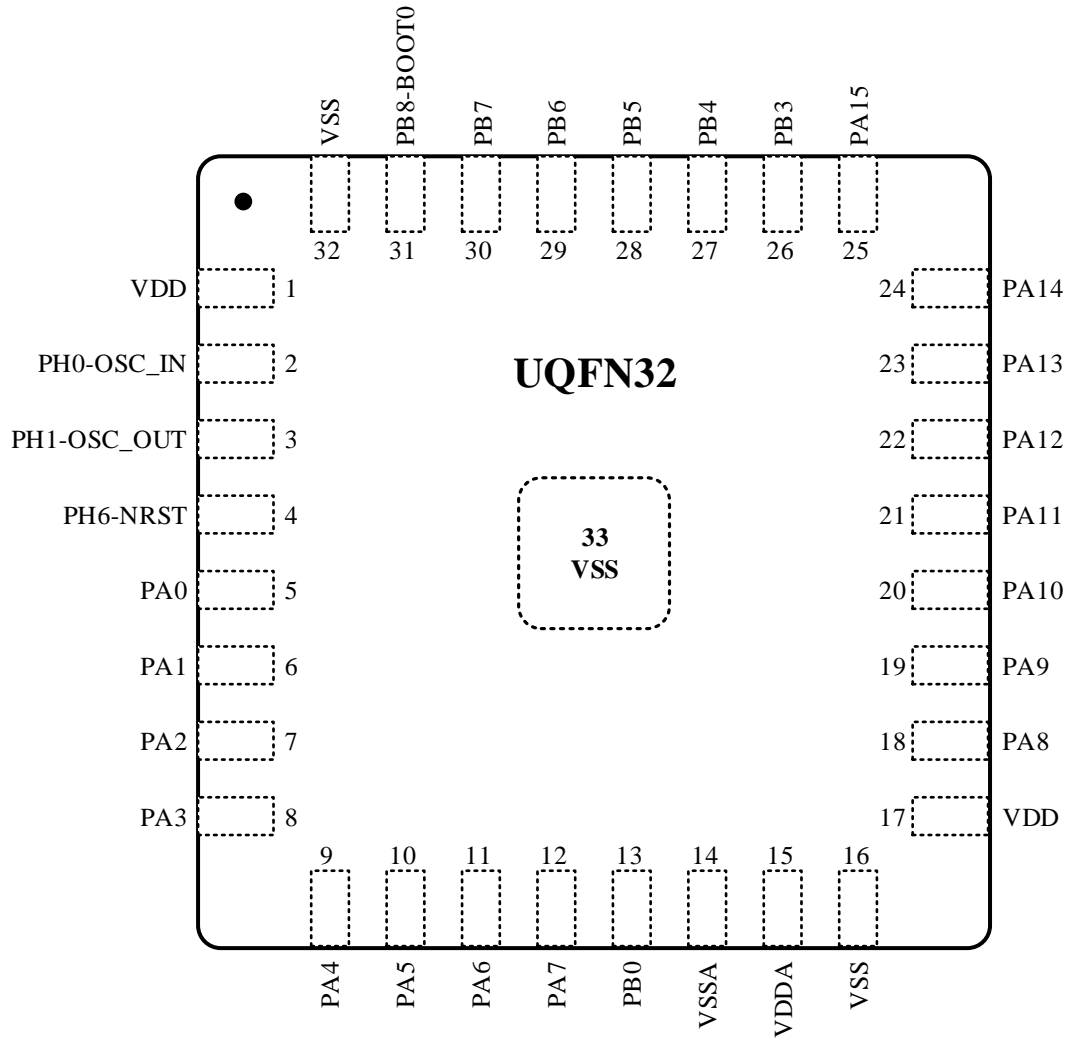 VSS
PB8-BOOT0
PB7
PB6
PB5
PB4
PB3
PA15
32
31
30
29
28
27
26
25
VDD 1
24 PA14
PH0-OSC_IN 2
UQFN32
23 PA13
PH1-OSC_OUT 3
22 PA12
PH6-NRST 4
21 PA11
33
VSS
PA0 5
20 PA10
PA1 6
19 PA9
PA2 7
18 PA8
PA3 8
17 VDD
9
10
11
12
13
14
15
16
PA4
PA5
PA6
PA7
PB0
VSSA
VDDA
VSS